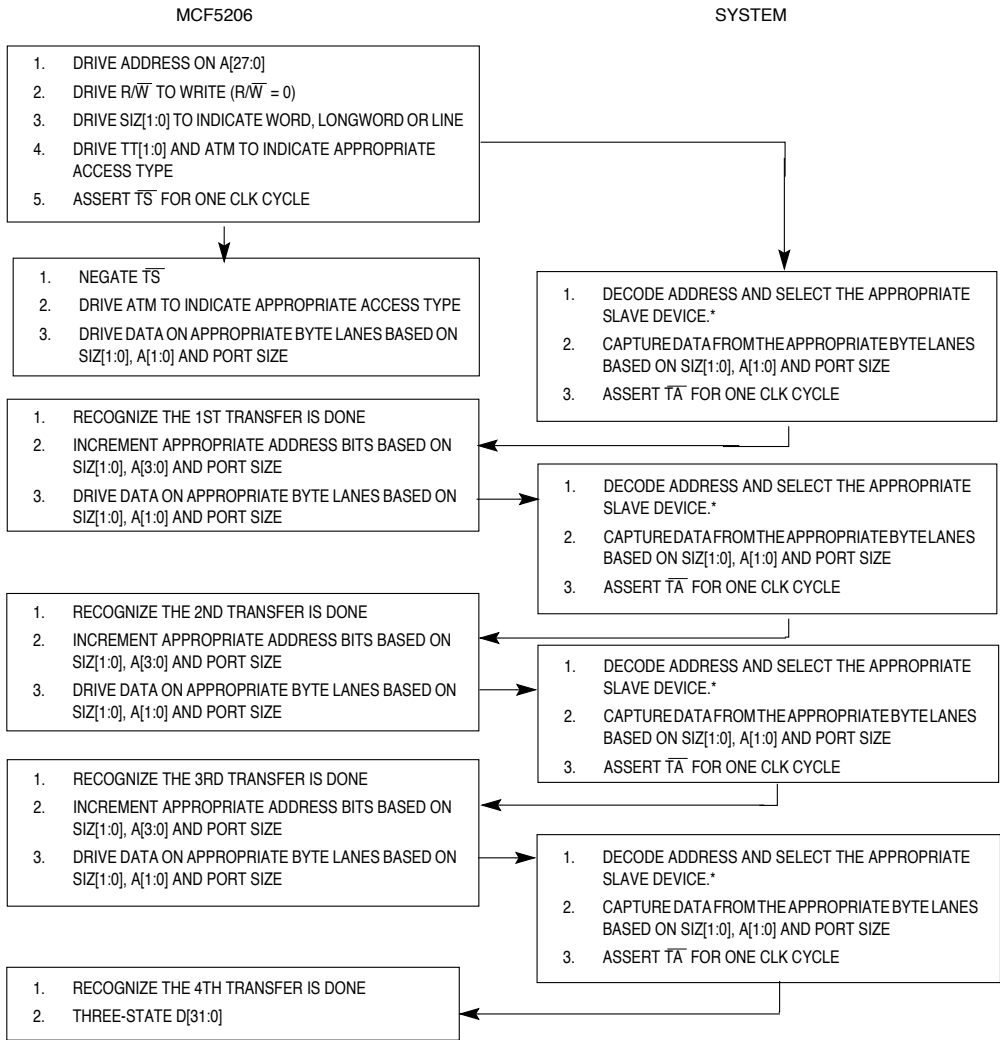 MCF5206
SYSTEM
1. DRIVE ADDRESS ON A[27:0]
2. DRIVE R/W̅ TO WRITE (R/W̅ = 0)
3. DRIVE SIZ[1:0] TO INDICATE WORD, LONGWORD OR LINE
4. DRIVE TT[1:0] AND ATM TO INDICATE APPROPRIATE
ACCESS TYPE
5. ASSERT T̅S̅ FOR ONE CLK CYCLE
1. NEGATE T̅S̅
2. DRIVE ATM TO INDICATE APPROPRIATE ACCESS TYPE
3. DRIVE DATA ON APPROPRIATE BYTE LANES BASED ON
SIZ[1:0], A[1:0] AND PORT SIZE
1. DECODE ADDRESS AND SELECT THE APPROPRIATE
SLAVE DEVICE.*
2. CAPTURE DATA FROM THE APPROPRIATE BYTE LANES
BASED ON SIZ[1:0], A[1:0] AND PORT SIZE
3. ASSERT T̅A̅ FOR ONE CLK CYCLE
1. RECOGNIZE THE 1ST TRANSFER IS DONE
2. INCREMENT APPROPRIATE ADDRESS BITS BASED ON
SIZ[1:0], A[3:0] AND PORT SIZE
3. DRIVE DATA ON APPROPRIATE BYTE LANES BASED ON
SIZ[1:0], A[1:0] AND PORT SIZE
1. DECODE ADDRESS AND SELECT THE APPROPRIATE
SLAVE DEVICE.*
2. CAPTURE DATA FROM THE APPROPRIATE BYTE LANES
BASED ON SIZ[1:0], A[1:0] AND PORT SIZE
3. ASSERT T̅A̅ FOR ONE CLK CYCLE
1. RECOGNIZE THE 2ND TRANSFER IS DONE
2. INCREMENT APPROPRIATE ADDRESS BITS BASED ON
SIZ[1:0], A[3:0] AND PORT SIZE
3. DRIVE DATA ON APPROPRIATE BYTE LANES BASED ON
SIZ[1:0], A[1:0] AND PORT SIZE
1. DECODE ADDRESS AND SELECT THE APPROPRIATE
SLAVE DEVICE.*
2. CAPTURE DATA FROM THE APPROPRIATE BYTE LANES
BASED ON SIZ[1:0], A[1:0] AND PORT SIZE
3. ASSERT T̅A̅ FOR ONE CLK CYCLE
1. RECOGNIZE THE 3RD TRANSFER IS DONE
2. INCREMENT APPROPRIATE ADDRESS BITS BASED ON
SIZ[1:0], A[3:0] AND PORT SIZE
3. DRIVE DATA ON APPROPRIATE BYTE LANES BASED ON
SIZ[1:0], A[1:0] AND PORT SIZE
1. DECODE ADDRESS AND SELECT THE APPROPRIATE
SLAVE DEVICE.*
2. CAPTURE DATA FROM THE APPROPRIATE BYTE LANES
BASED ON SIZ[1:0], A[1:0] AND PORT SIZE
3. ASSERT T̅A̅ FOR ONE CLK CYCLE
1. RECOGNIZE THE 4TH TRANSFER IS DONE
2. THREE-STATE D[31:0]